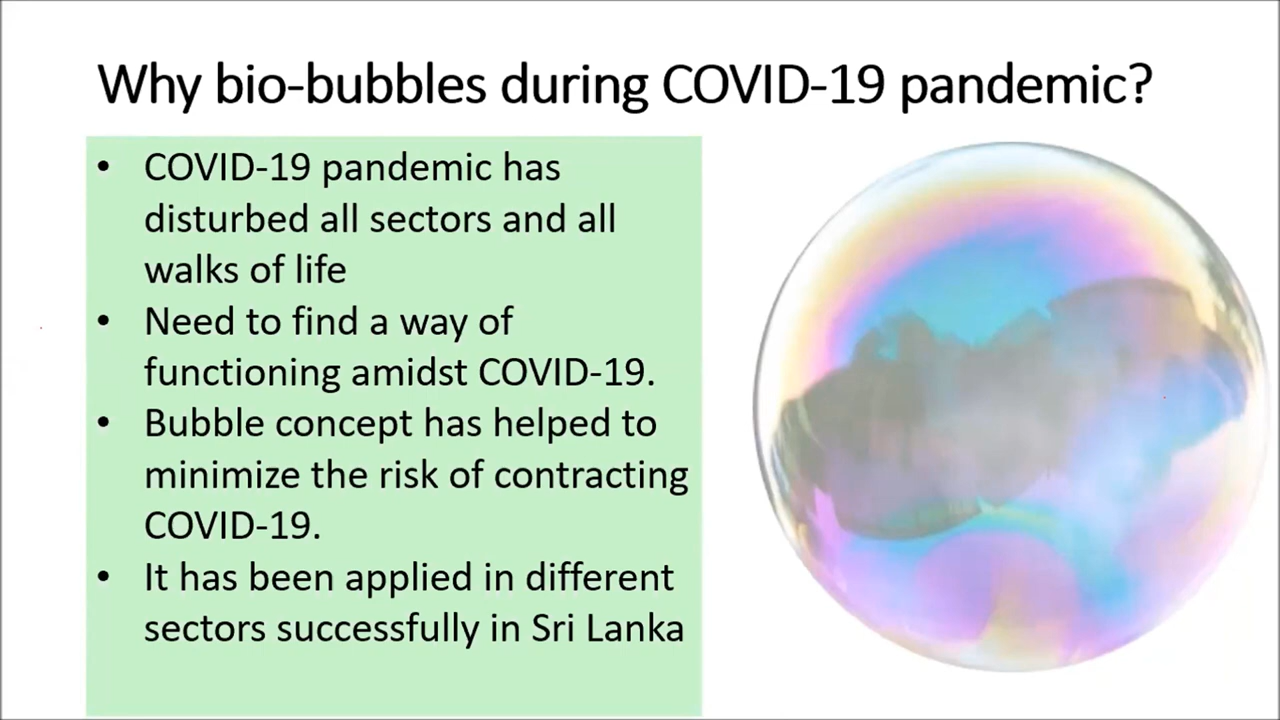 Why bio-bubbles during COVID-19 pandemic?
• COVID-19 pandemic has
disturbed all sectors and all
walks of life
• Need to find a way of
functioning amidst COVID-19.
• Bubble concept has helped to
minimize the risk of contracting
COVID-19.
• It has been applied in different
sectors successfully in Sri Lanka